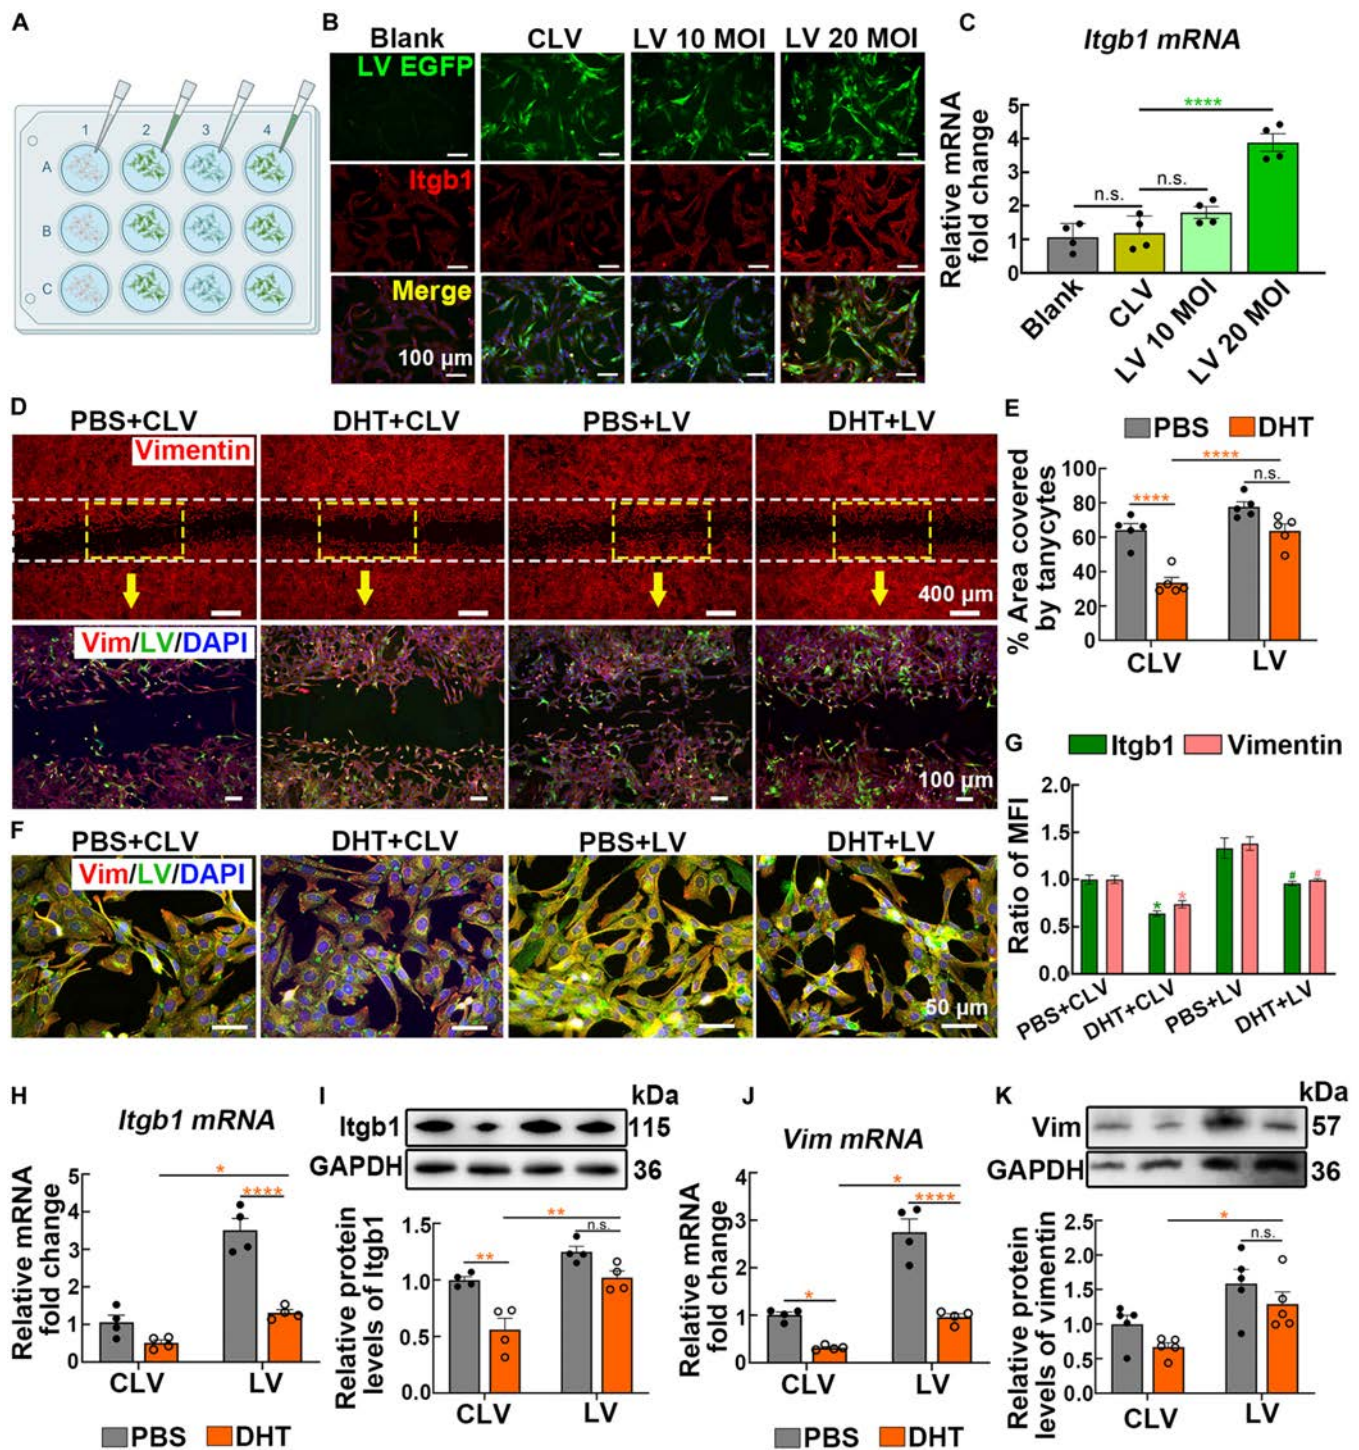 A
1 2 3 4
A
B
C
B
Blank CLV LV 10 MOI LV 20 MOI
LV EGFP
Itgb1
Merge
100 µm
C
Itgb1 mRNA
Relative mRNA
fold change
5
4
3
2
1
0
n.s.
n.s.
****
Blank
CLV
LV 10 MOI
LV 20 MOI
D
PBS+CLV DHT+CLV PBS+LV DHT+LV
Vimentin
400 µm
Vim/LV/DAPI
100 µm
E
PBS DHT
% Area covered
by tanycytes
100
80
60
40
20
0
****
****
n.s.
CLV LV
F
PBS+CLV DHT+CLV PBS+LV DHT+LV
Vim/LV/DAPI
50 µm
G
Itgb1 Vimentin
Ratio of MFI
2.0
1.5
1.0
0.5
0.0
* * # #
PBS+CLV
DHT+CLV
PBS+LV
DHT+LV
H
Itgb1 mRNA
Relative mRNA
fold change
5
4
3
2
1
0
*
****
CLV LV
PBS DHT
I
kDa
Itgb1 115
GAPDH 36
Relative protein
levels of Itgb1
1.5
1.0
0.5
0.0
**
**
n.s.
CLV LV
J
Vim mRNA
Relative mRNA
fold change
4
3
2
1
0
*
*
****
CLV LV
PBS DHT
K
kDa
Vim 57
GAPDH 36
Relative protein
levels of vimentin
2.5
2.0
1.5
1.0
0.5
0.0
*
n.s.
CLV LV